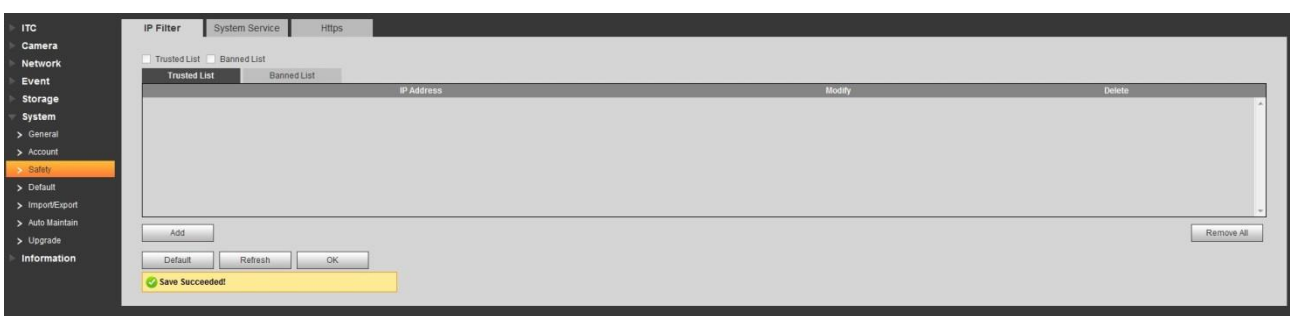 ITC
Camera
Network
Event
Storage
System
General
Account
Safety
Default
Import/Export
Auto Maintain
Upgrade
Information
IP Filter System Service Https
Trusted List Banned List
Trusted List Banned List
IP Address Modify Delete
Add Remove All
Default Refresh OK
Save Succeeded!